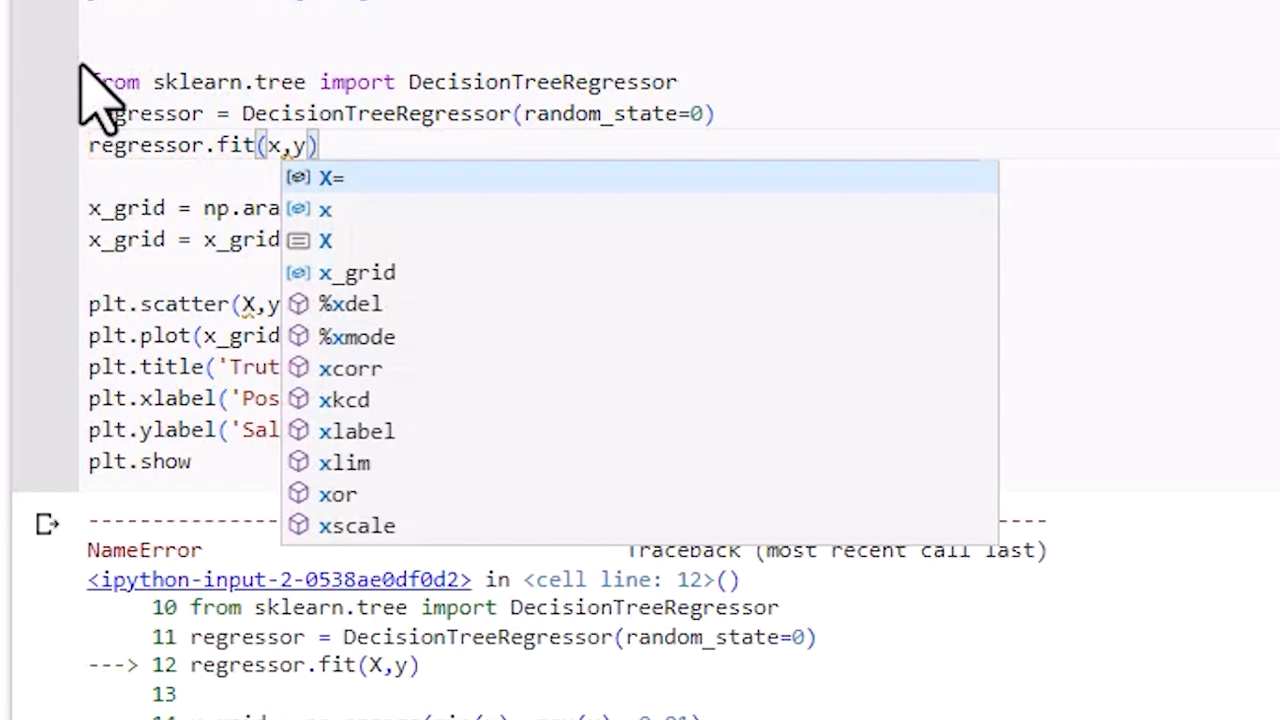 from sklearn.tree import DecisionTreeRegressor
regressor = DecisionTreeRegressor(random_state=0)
regressor.fit(x,y)
X=
x_grid = np.ara
x
x_grid = x_grid
X
x_grid
plt.scatter(X,y
%xdel
plt.plot(x_grid
%xmode
plt.title('Trut
xcorr
plt.xlabel('Pos
xkcd
plt.ylabel('Sal
xlabel
plt.show
xlim
xor
xscale
NameError Traceback (most recent call last)
<ipython-input-2-0538ae0df0d2> in <cell line: 12>()
10 from sklearn.tree import DecisionTreeRegressor
11 regressor = DecisionTreeRegressor(random_state=0)
---> 12 regressor.fit(X,y)
13